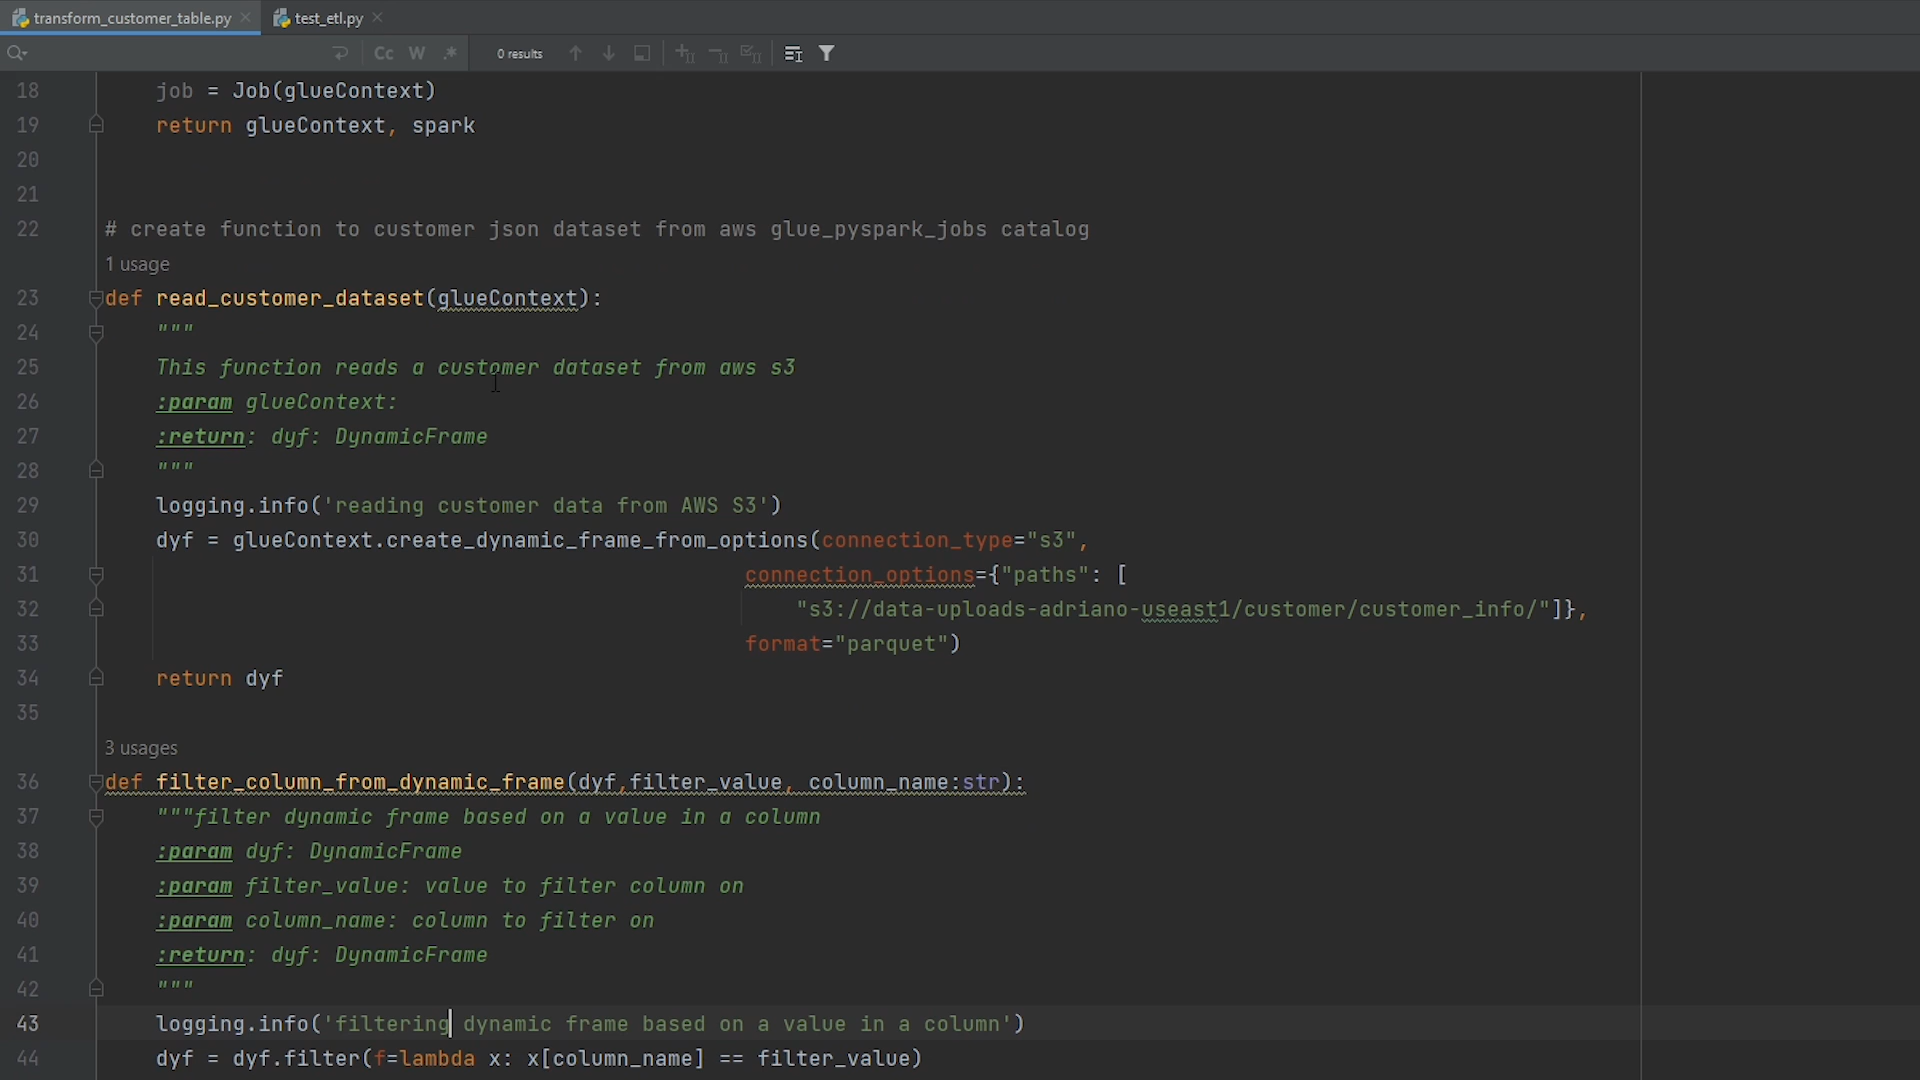 transform_customer_table.py test_etl.py
Cc W .* 0 results
18 job = Job(glueContext)
19 return glueContext, spark
20
21
22 # create function to customer json dataset from aws glue_pyspark_jobs catalog
1 usage
23 def read_customer_dataset(glueContext):
24 """
25 This function reads a customer dataset from aws s3
26 :param glueContext:
27 :return: dyf: DynamicFrame
28 """
29 logging.info('reading customer data from AWS S3')
30 dyf = glueContext.create_dynamic_frame_from_options(connection_type="s3",
31 connection_options={"paths": [
32 "s3://data-uploads-adriano-useast1/customer/customer_info/"]},
33 format="parquet")
34 return dyf
35
3 usages
36 def filter_column_from_dynamic_frame(dyf,filter_value, column_name:str):
37 """filter dynamic frame based on a value in a column
38 :param dyf: DynamicFrame
39 :param filter_value: value to filter column on
40 :param column_name: column to filter on
41 :return: dyf: DynamicFrame
42 """
43 logging.info('filtering dynamic frame based on a value in a column')
44 dyf = dyf.filter(f=lambda x: x[column_name] == filter_value)